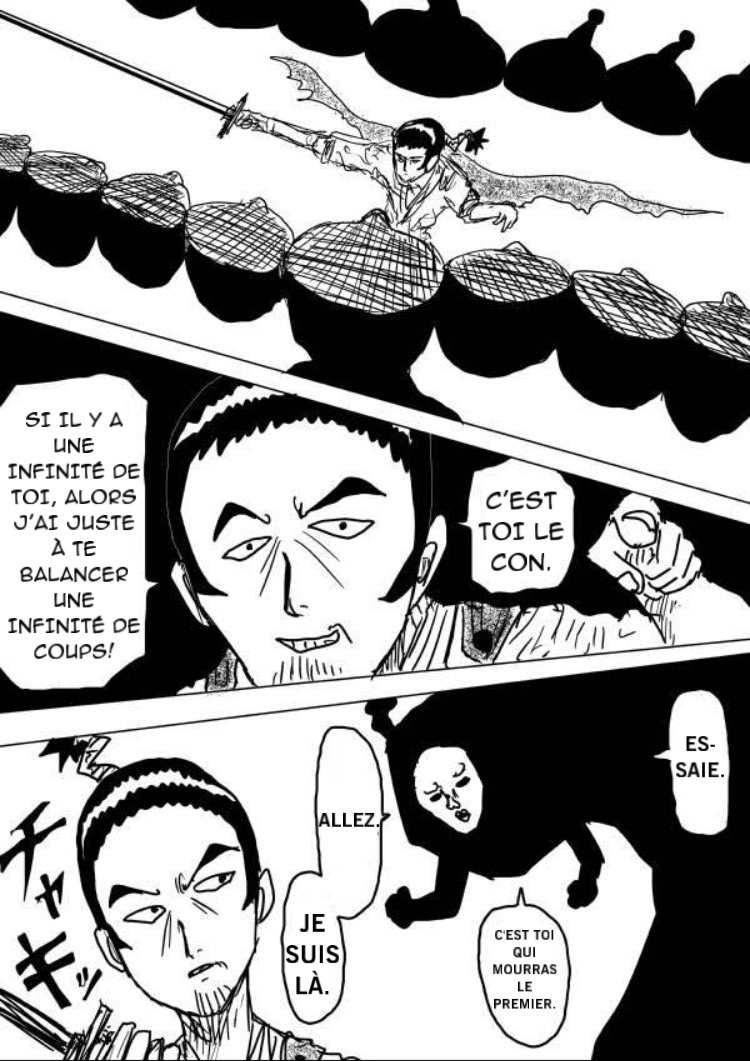 SI IL Y A
UNE
INFINITÉ DE
TOI, ALORS
J'AI JUSTE
À TE
BALANCER
UNE
INFINITÉ DE
COUPS!
C'EST
TOI LE
CON.
ES-
SAIE.
ALLEZ.
JE
SUIS
LÀ.
C'EST TOI
QUI
MOURRAS
LE
PREMIER.
チャキッ